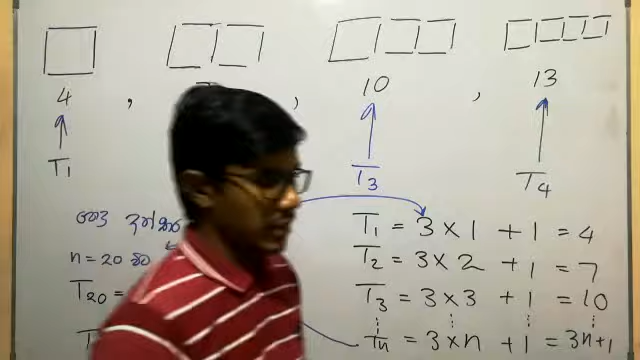 4 , , 10 , 13
T₁ T₃ T₄
T₁ = 3 × 1 + 1 = 4
n = 20
T₂ = 3 × 2 + 1 = 7
T₂₀ =
T₃ = 3 × 3 + 1 = 10
Tₙ = 3 × n + 1 = 3n+1